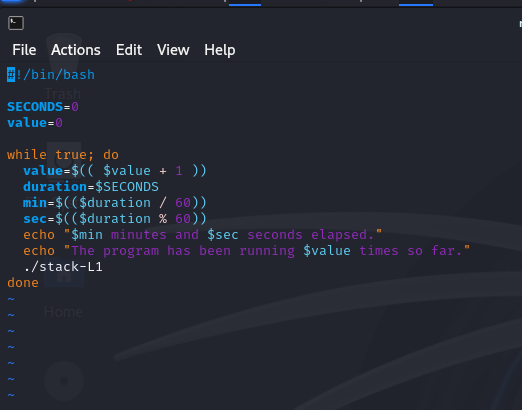 File Actions Edit View Help
#!/bin/bash
Trash
SECONDS=0
value=0
while true; do
value=$(( $value + 1 ))
duration=$SECONDS
min=$(($duration / 60))
sec=$(($duration % 60))
echo "$min minutes and $sec seconds elapsed."
echo "The program has been running $value times so far."
./stack-L1
done
~
~
Home
~
~
~
~
~